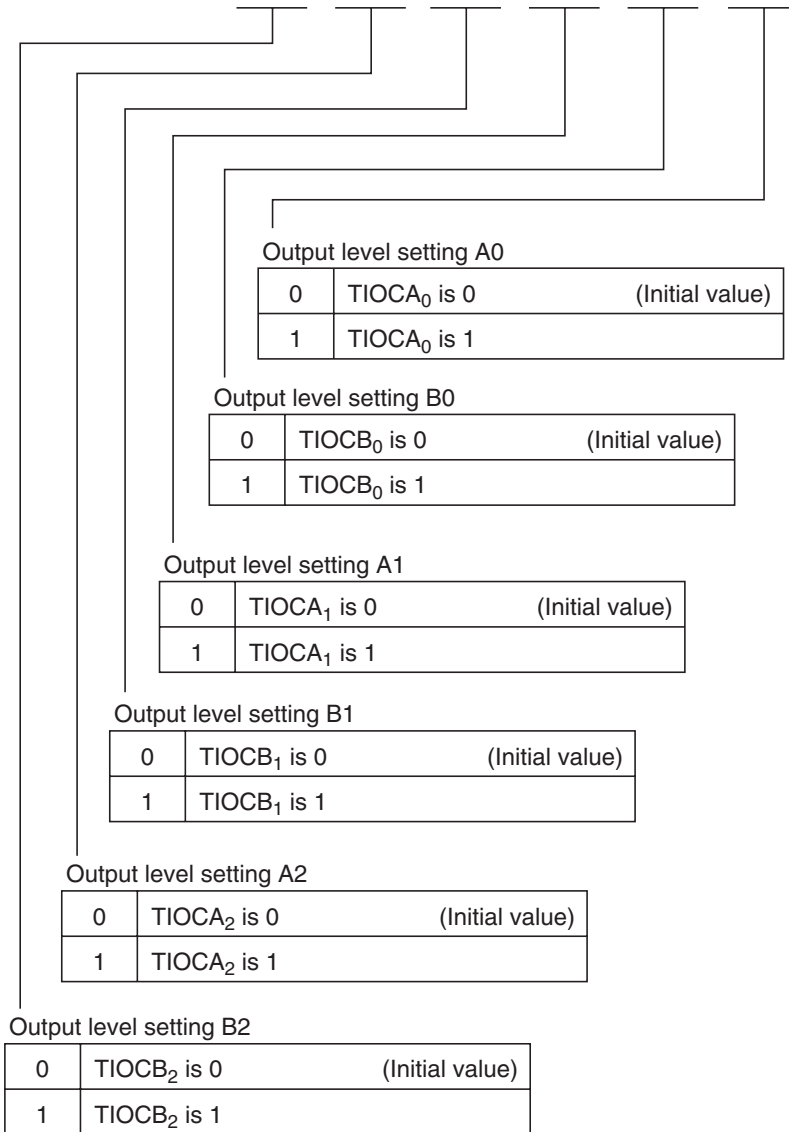 Output level setting A0
0 TIOCA₀ is 0 (Initial value)
1 TIOCA₀ is 1
Output level setting B0
0 TIOCB₀ is 0 (Initial value)
1 TIOCB₀ is 1
Output level setting A1
0 TIOCA₁ is 0 (Initial value)
1 TIOCA₁ is 1
Output level setting B1
0 TIOCB₁ is 0 (Initial value)
1 TIOCB₁ is 1
Output level setting A2
0 TIOCA₂ is 0 (Initial value)
1 TIOCA₂ is 1
Output level setting B2
0 TIOCB₂ is 0 (Initial value)
1 TIOCB₂ is 1